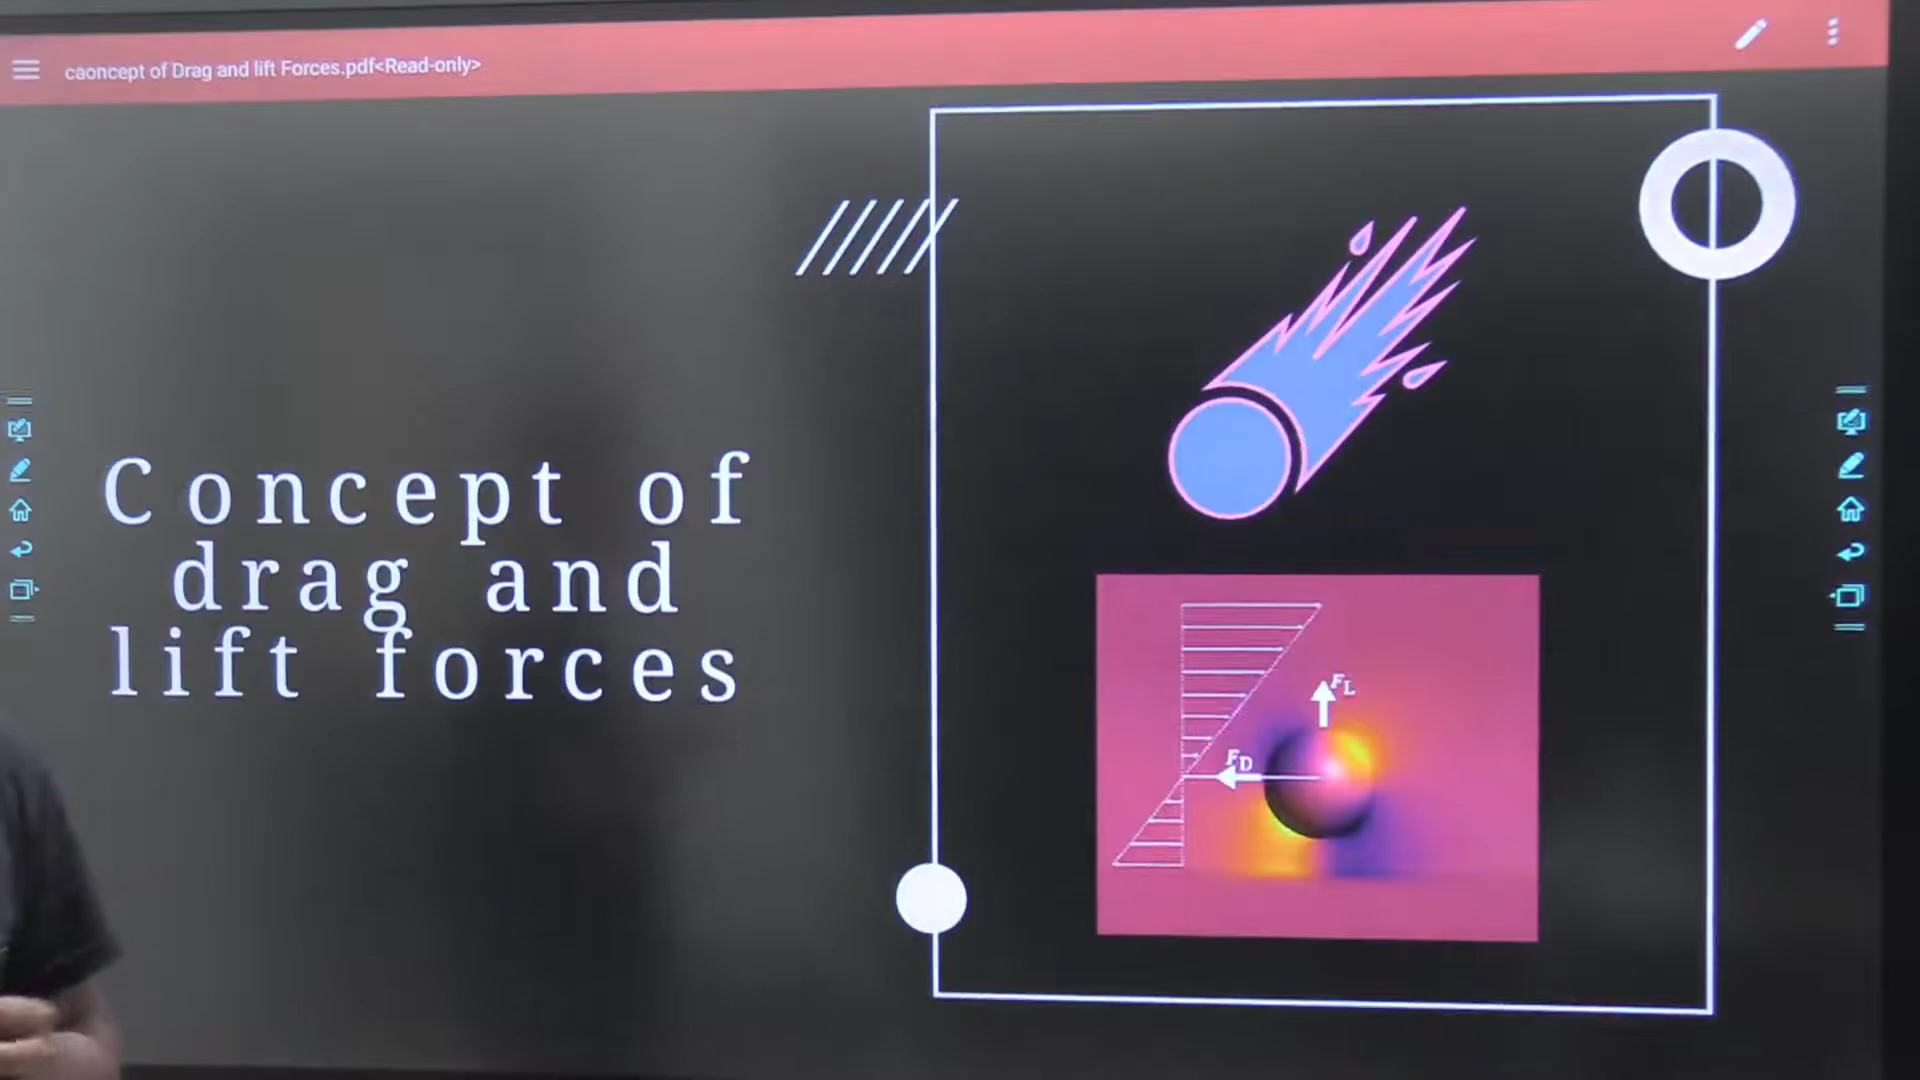 caoncept of Drag and lift Forces.pdf<Read-only>
Concept of
drag and
lift forces
FL
FD